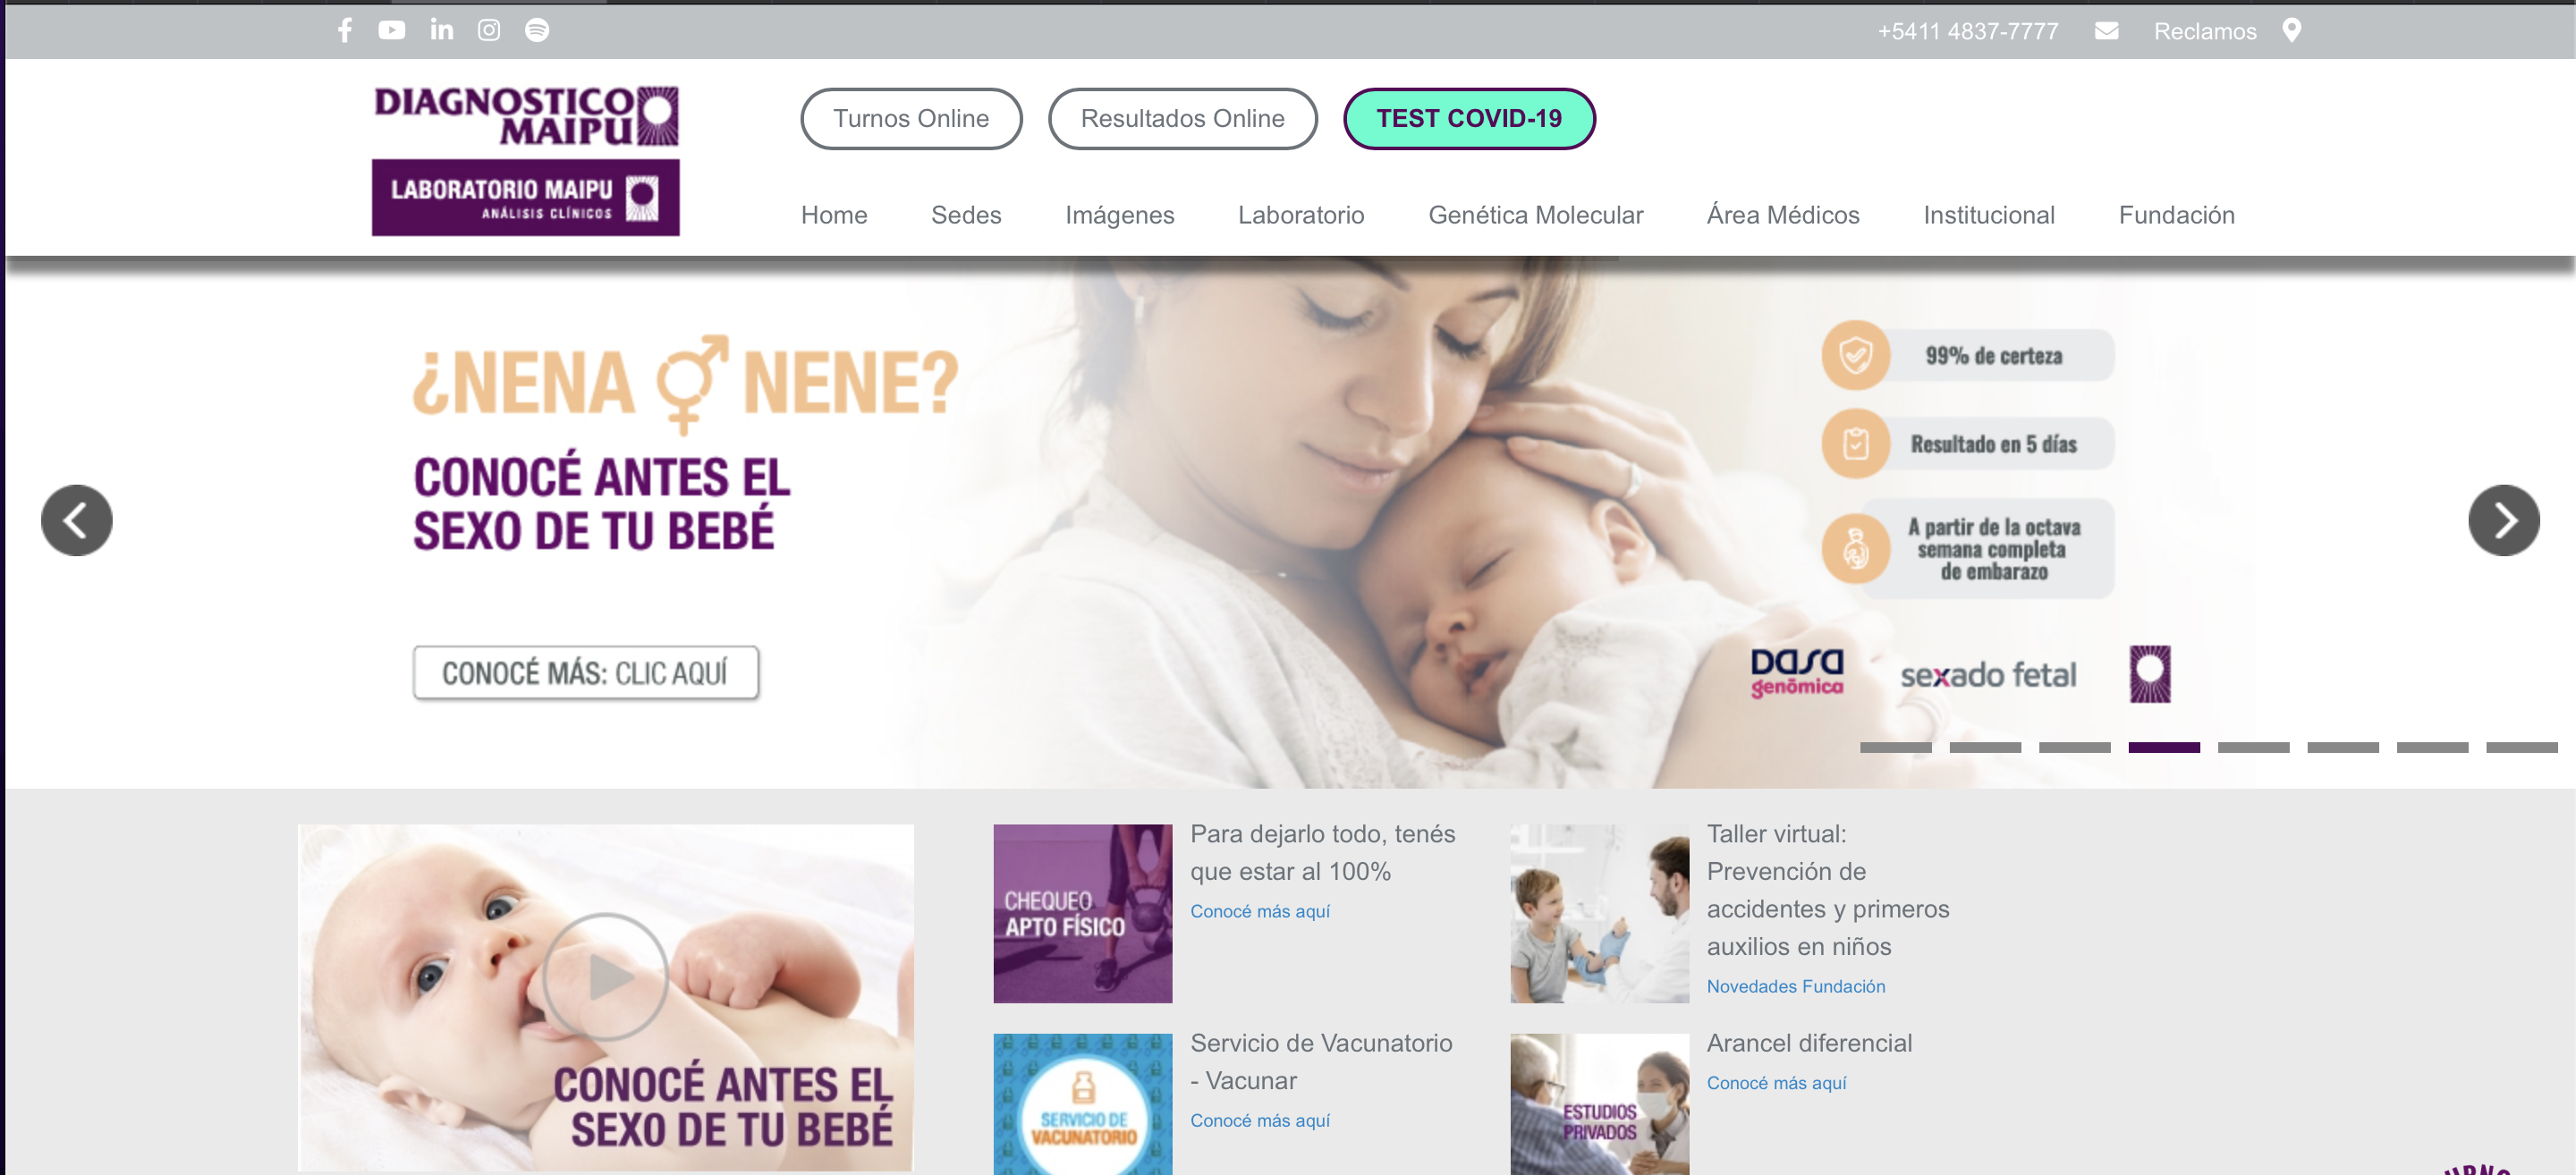 +5411 4837-7777
Reclamos
DIAGNOSTICO
MAIPU
LABORATORIO MAIPU
ANÁLISIS CLÍNICOS
Turnos Online
Resultados Online
TEST COVID-19
Home
Sedes
Imágenes
Laboratorio
Genética Molecular
Área Médicos
Institucional
Fundación
¿NENA NENE?
CONOCÉ ANTES EL
SEXO DE TU BEBÉ
CONOCÉ MÁS: CLIC AQUÍ
99% de certeza
Resultado en 5 días
A partir de la octava
semana completa
de embarazo
DASA
genômica
sexado fetal
CONOCÉ ANTES EL
SEXO DE TU BEBÉ
CHEQUEO
APTO FÍSICO
Para dejarlo todo, tenés
que estar al 100%
Conocé más aquí
Taller virtual:
Prevención de
accidentes y primeros
auxilios en niños
Novedades Fundación
SERVICIO DE
VACUNATORIO
Servicio de Vacunatorio
- Vacunar
Conocé más aquí
ESTUDIOS
PRIVADOS
Arancel diferencial
Conocé más aquí